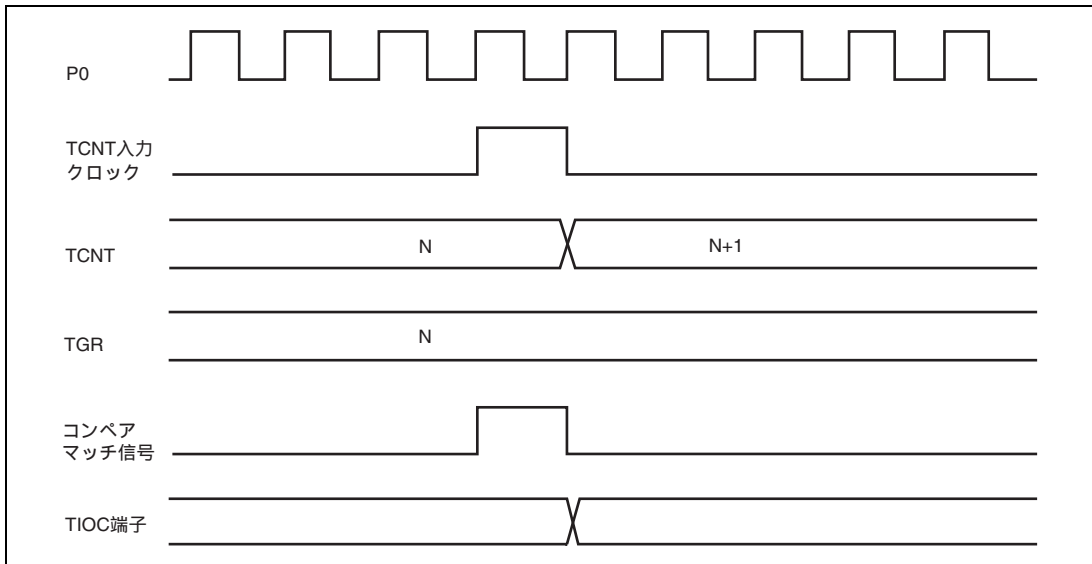 P0
TCNT入力
クロック
TCNT
N
N+1
TGR
N
コンペア
マッチ信号
TIOC端子